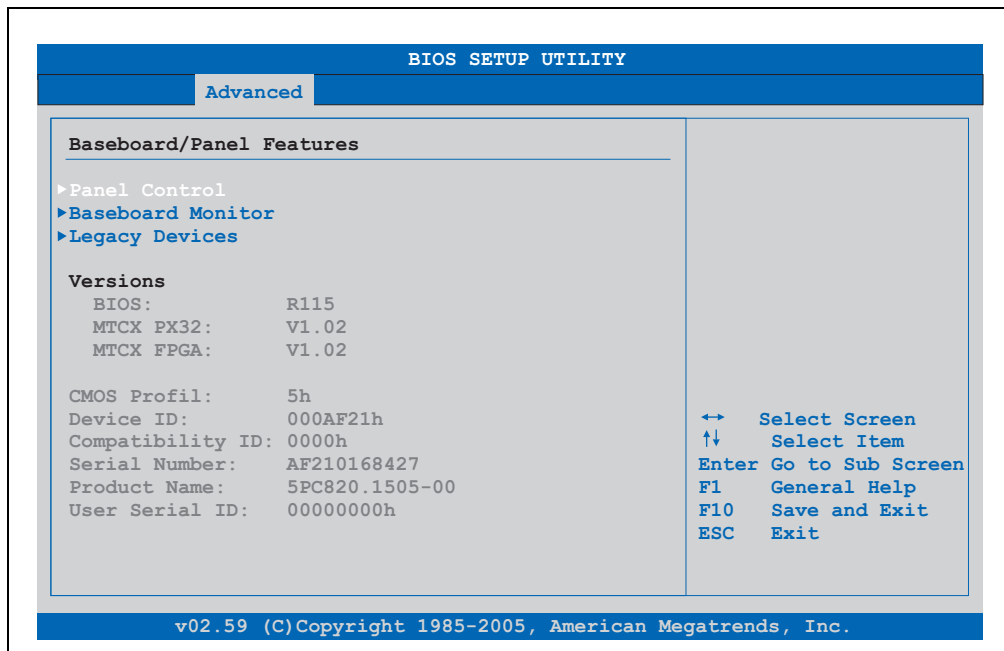 BIOS SETUP UTILITY
Advanced
Baseboard/Panel Features
▶Panel Control
▶Baseboard Monitor
▶Legacy Devices
Versions
BIOS: R115
MTCX PX32: V1.02
MTCX FPGA: V1.02
CMOS Profil: 5h
Device ID: 000AF21h
Compatibility ID: 0000h
Serial Number: AF210168427
Product Name: 5PC820.1505-00
User Serial ID: 00000000h
↔ Select Screen
↑↓ Select Item
Enter Go to Sub Screen
F1 General Help
F10 Save and Exit
ESC Exit
v02.59 (C)Copyright 1985-2005, American Megatrends, Inc.